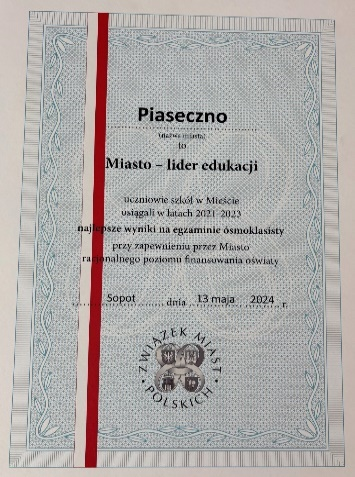 Piaseczno
(nazwa miasta)
to
Miasto – lider edukacji
uczniowie szkół w Mieście
osiągali w latach 2021-2023
najlepsze wyniki na egzaminie ósmoklasisty
przy zapewnieniu przez Miasto
racjonalnego poziomu finansowania oświaty
Sopot dnia 13 maja 2024 r.
ZWIĄZEK MIAST POLSKICH